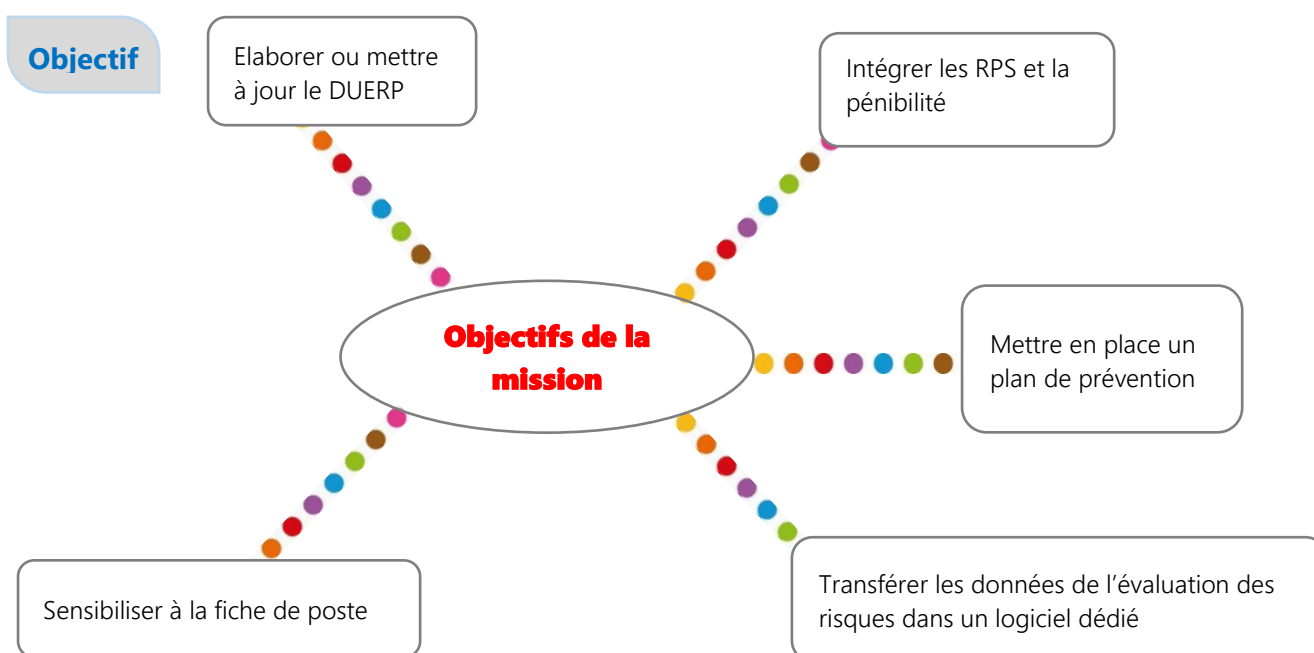 Objectif
Elaborer ou mettre
à jour le DUERP
Intégrer les RPS et la
pénibilité
Objectifs de la
mission
Mettre en place un
plan de prévention
Sensibiliser à la fiche de poste
Transférer les données de l’évaluation des
risques dans un logiciel dédié